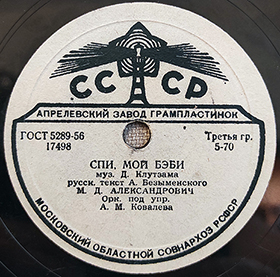 СССР
АПРЕЛЕВСКИЙ ЗАВОД ГРАМПЛАСТИНОК
ГОСТ 5289-56
17498
Третья гр.
5-70
СПИ, МОЙ БЭБИ
муз. Д. Клутзама
русск. текст А. Безыменского
М. Д. АЛЕКСАНДРОВИЧ
Орк. под упр.
А. М. Ковалева
МОСКОВСКИЙ ОБЛАСТНОЙ СОВНАРХОЗ РСФСР